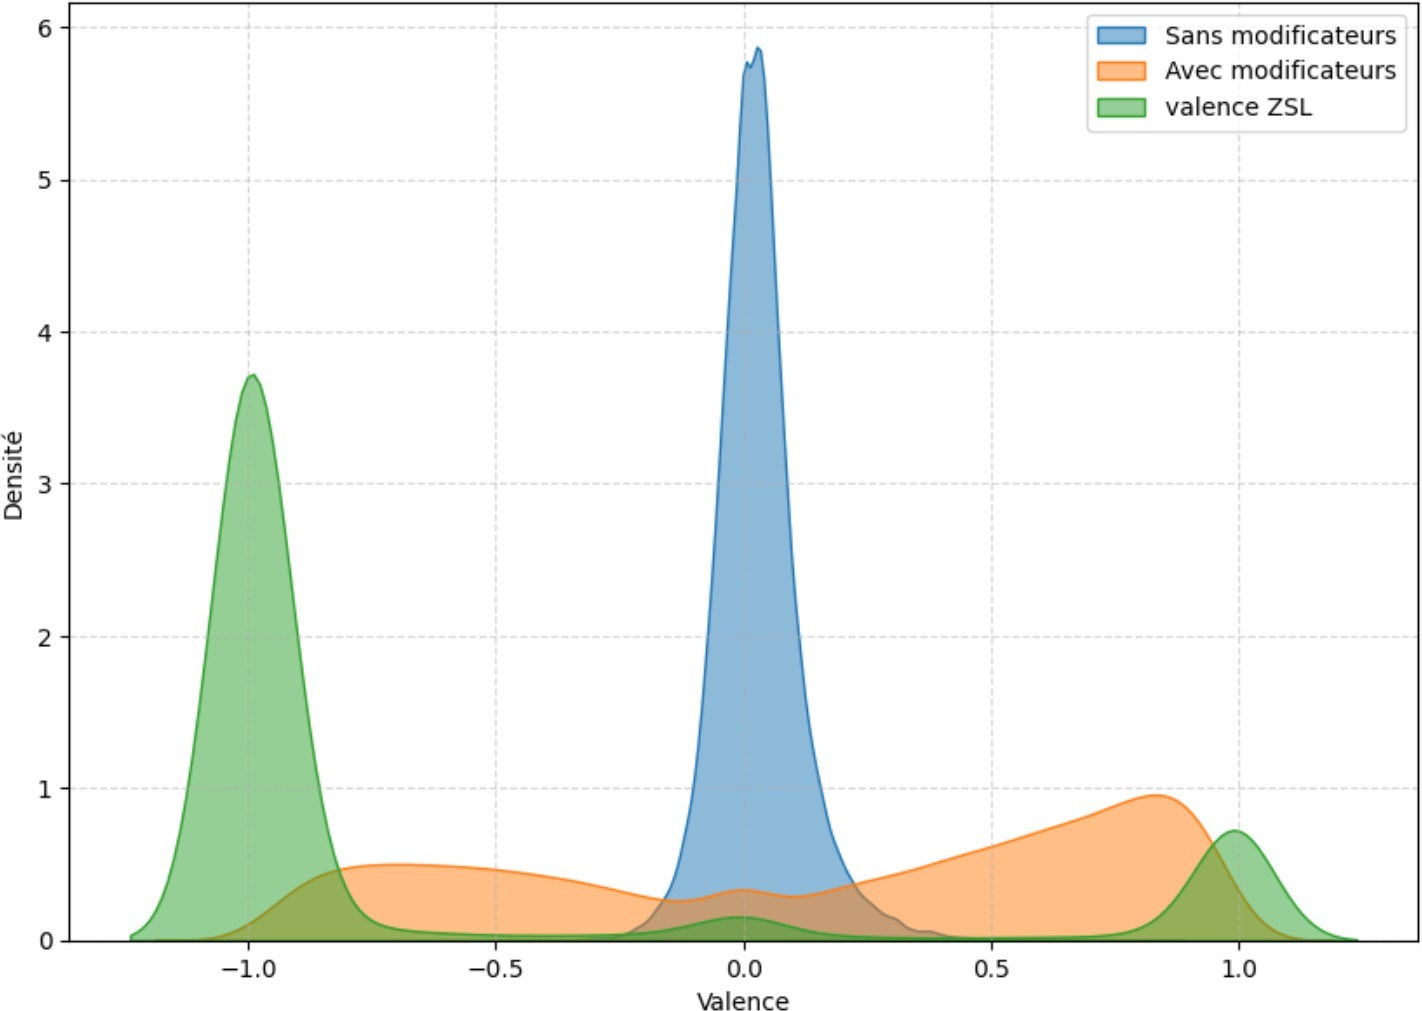 Sans modificateurs
Avec modificateurs
valence ZSL
6
5
4
3
2
1
0
Densité
−1.0
−0.5
0.0
0.5
1.0
Valence